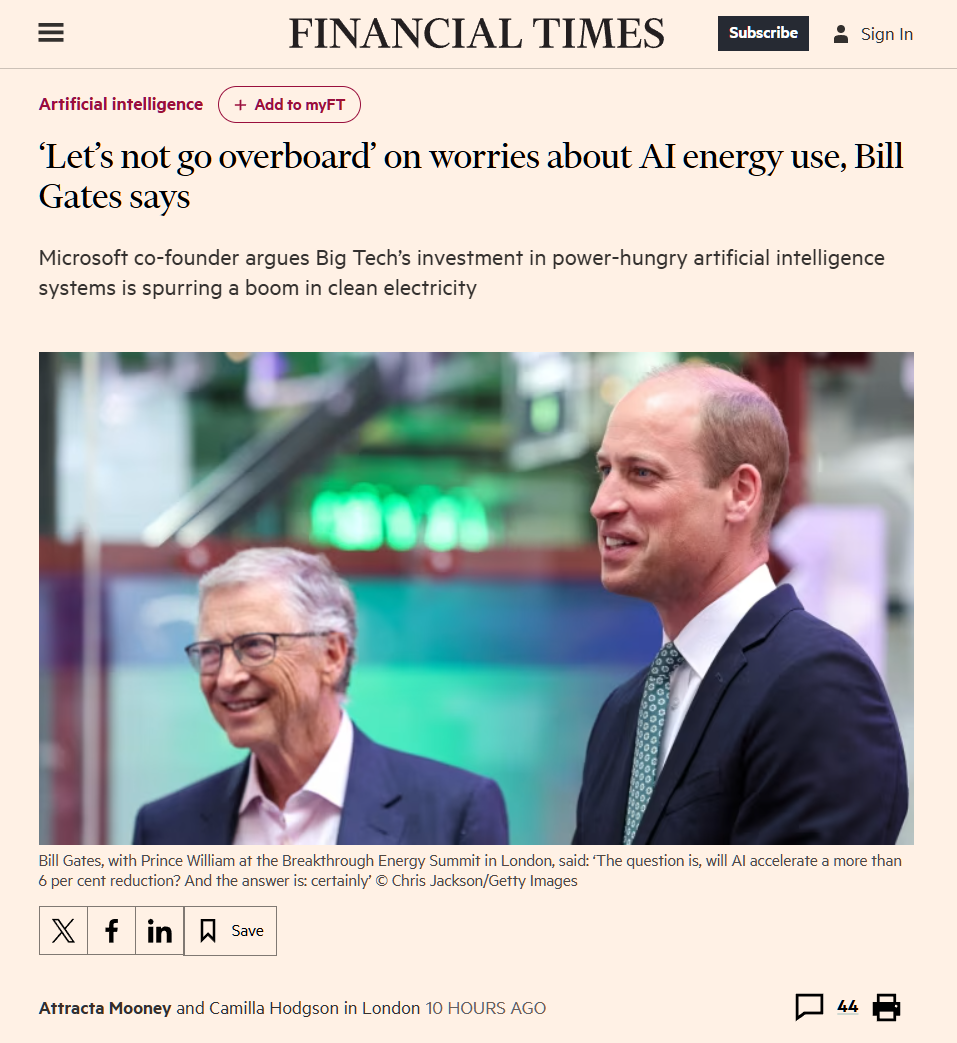 FINANCIAL TIMES
Subscribe
Sign In
Artificial intelligence
+ Add to myFT
‘Let’s not go overboard’ on worries about AI energy use, Bill
Gates says
Microsoft co-founder argues Big Tech’s investment in power-hungry artificial intelligence
systems is spurring a boom in clean electricity
Bill Gates, with Prince William at the Breakthrough Energy Summit in London, said: ‘The question is, will AI accelerate a more than
6 per cent reduction? And the answer is: certainly’ © Chris Jackson/Getty Images
Save
Attracta Mooney and Camilla Hodgson in London 10 HOURS AGO
44